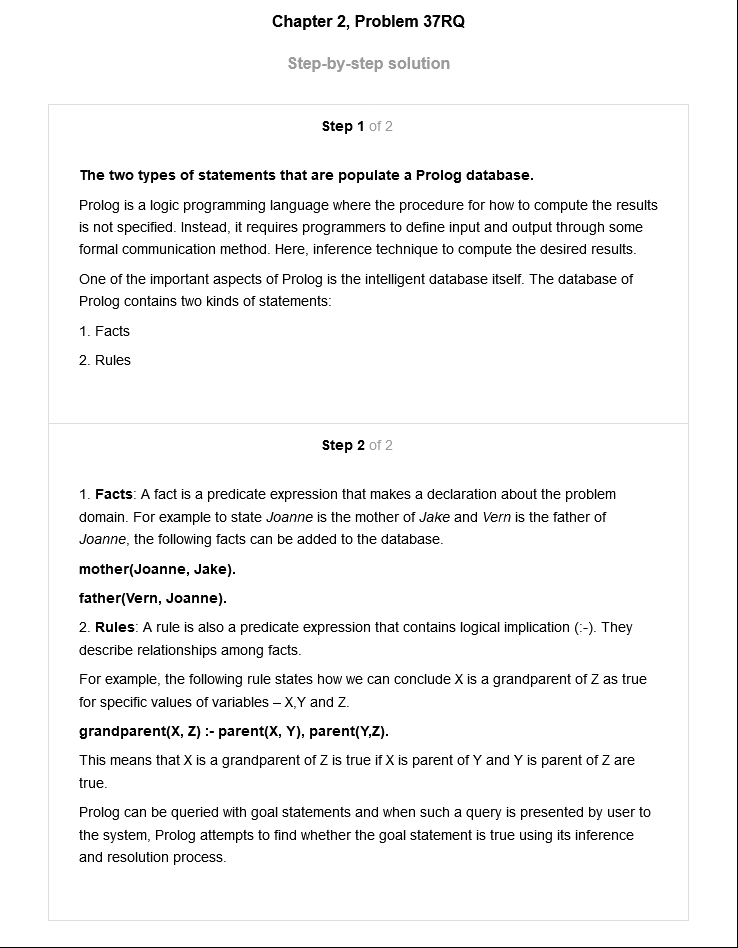 Chapter 2, Problem 37RQ
Step-by-step solution
Step 1 of 2
The two types of statements that are populate a Prolog database.
Prolog is a logic programming language where the procedure for how to compute the results
is not specified. Instead, it requires programmers to define input and output through some
formal communication method. Here, inference technique to compute the desired results.
One of the important aspects of Prolog is the intelligent database itself. The database of
Prolog contains two kinds of statements:
1. Facts
2. Rules
Step 2 of 2
1. Facts: A fact is a predicate expression that makes a declaration about the problem
domain. For example to state Joanne is the mother of Jake and Vern is the father of
Joanne, the following facts can be added to the database.
mother(Joanne, Jake).
father(Vern, Joanne).
2. Rules: A rule is also a predicate expression that contains logical implication (:-). They
describe relationships among facts.
For example, the following rule states how we can conclude X is a grandparent of Z as true
for specific values of variables – X,Y and Z.
grandparent(X, Z) :- parent(X, Y), parent(Y,Z).
This means that X is a grandparent of Z is true if X is parent of Y and Y is parent of Z are
true.
Prolog can be queried with goal statements and when such a query is presented by user to
the system, Prolog attempts to find whether the goal statement is true using its inference
and resolution process.